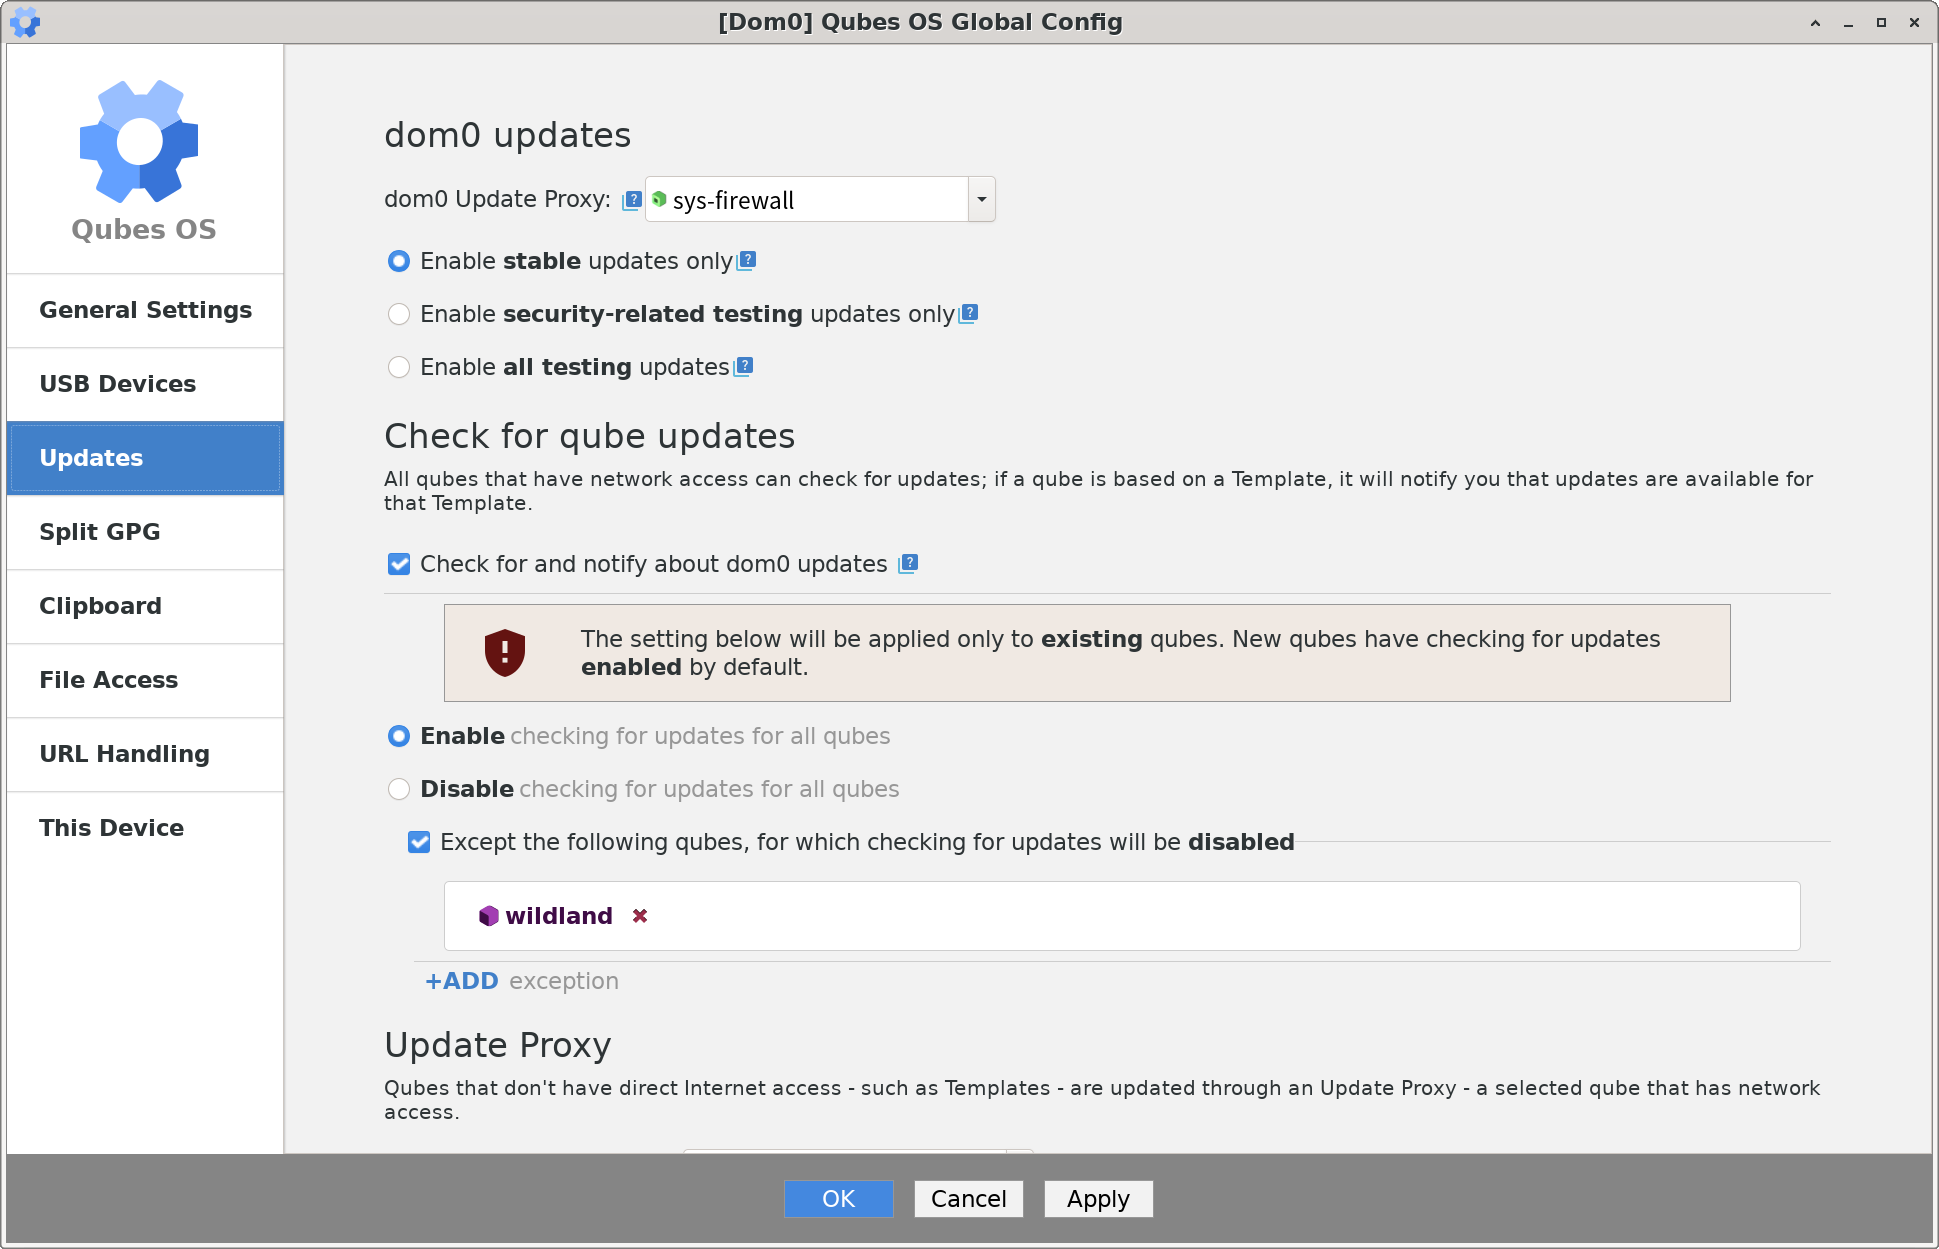 [Dom0] Qubes OS Global Config
Qubes OS
General Settings
USB Devices
Updates
Split GPG
Clipboard
File Access
URL Handling
This Device
dom0 updates
dom0 Update Proxy: ? sys-firewall
Enable stable updates only ?
Enable security-related testing updates only ?
Enable all testing updates ?
Check for qube updates
All qubes that have network access can check for updates; if a qube is based on a Template, it will notify you that updates are available for
that Template.
Check for and notify about dom0 updates ?
The setting below will be applied only to existing qubes. New qubes have checking for updates
enabled by default.
Enable checking for updates for all qubes
Disable checking for updates for all qubes
Except the following qubes, for which checking for updates will be disabled
wildland
+ADD exception
Update Proxy
Qubes that don't have direct Internet access - such as Templates - are updated through an Update Proxy - a selected qube that has network
access.
OK Cancel Apply